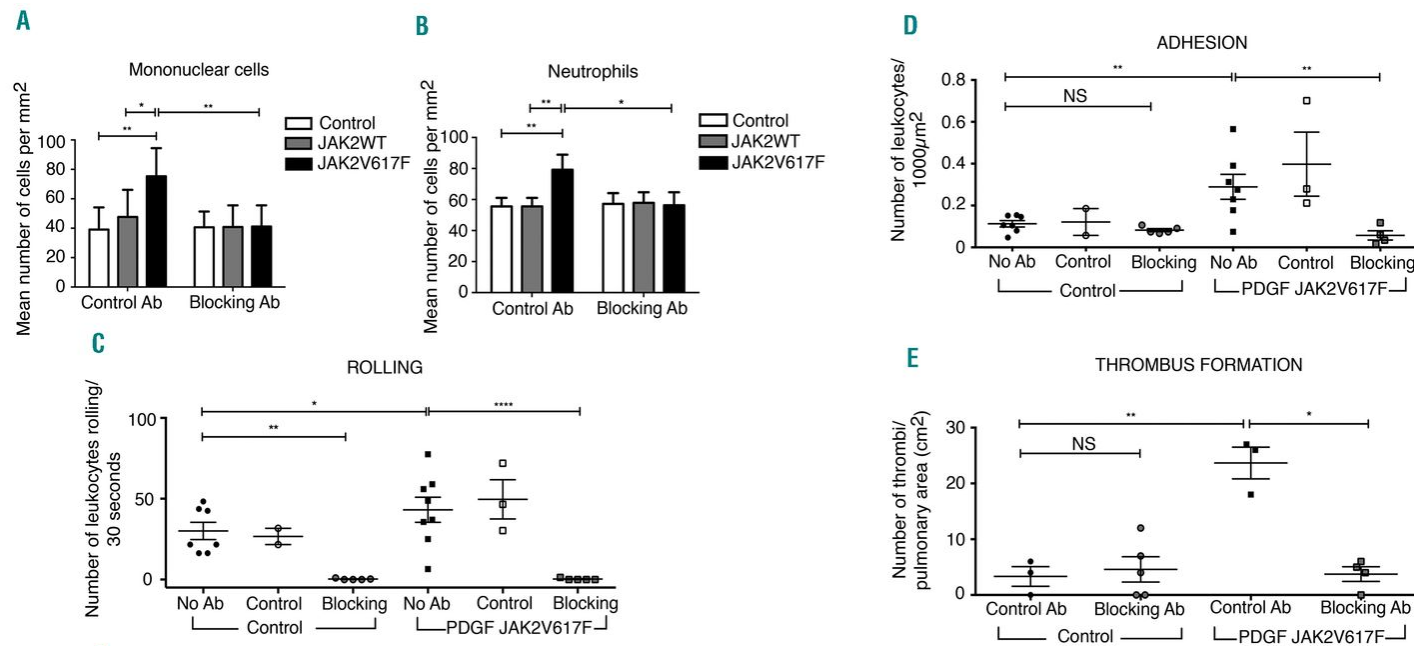 A
Mononuclear cells
Mean number of cells per mm2
* **
**
100
80
60
40
20
0
Control Ab Blocking Ab
Control
JAK2WT
JAK2V617F
B
Neutrophils
Mean number of cells per mm2
** *
**
100
80
60
40
20
0
Control Ab Blocking Ab
Control
JAK2WT
JAK2V617F
C
ROLLING
Number of leukocytes rolling/
30 seconds
* ****
**
100
50
0
No Ab Control Blocking No Ab Control Blocking
Control PDGF JAK2V617F
D
ADHESION
Number of leukocytes/
1000µm2
** **
NS
0.8
0.6
0.4
0.2
0
No Ab Control Blocking No Ab Control Blocking
Control PDGF JAK2V617F
E
THROMBUS FORMATION
Number of thrombi/
pulmonary area (cm2)
** *
NS
30
20
10
0
Control Ab Blocking Ab Control Ab Blocking Ab
Control PDGF JAK2V617F